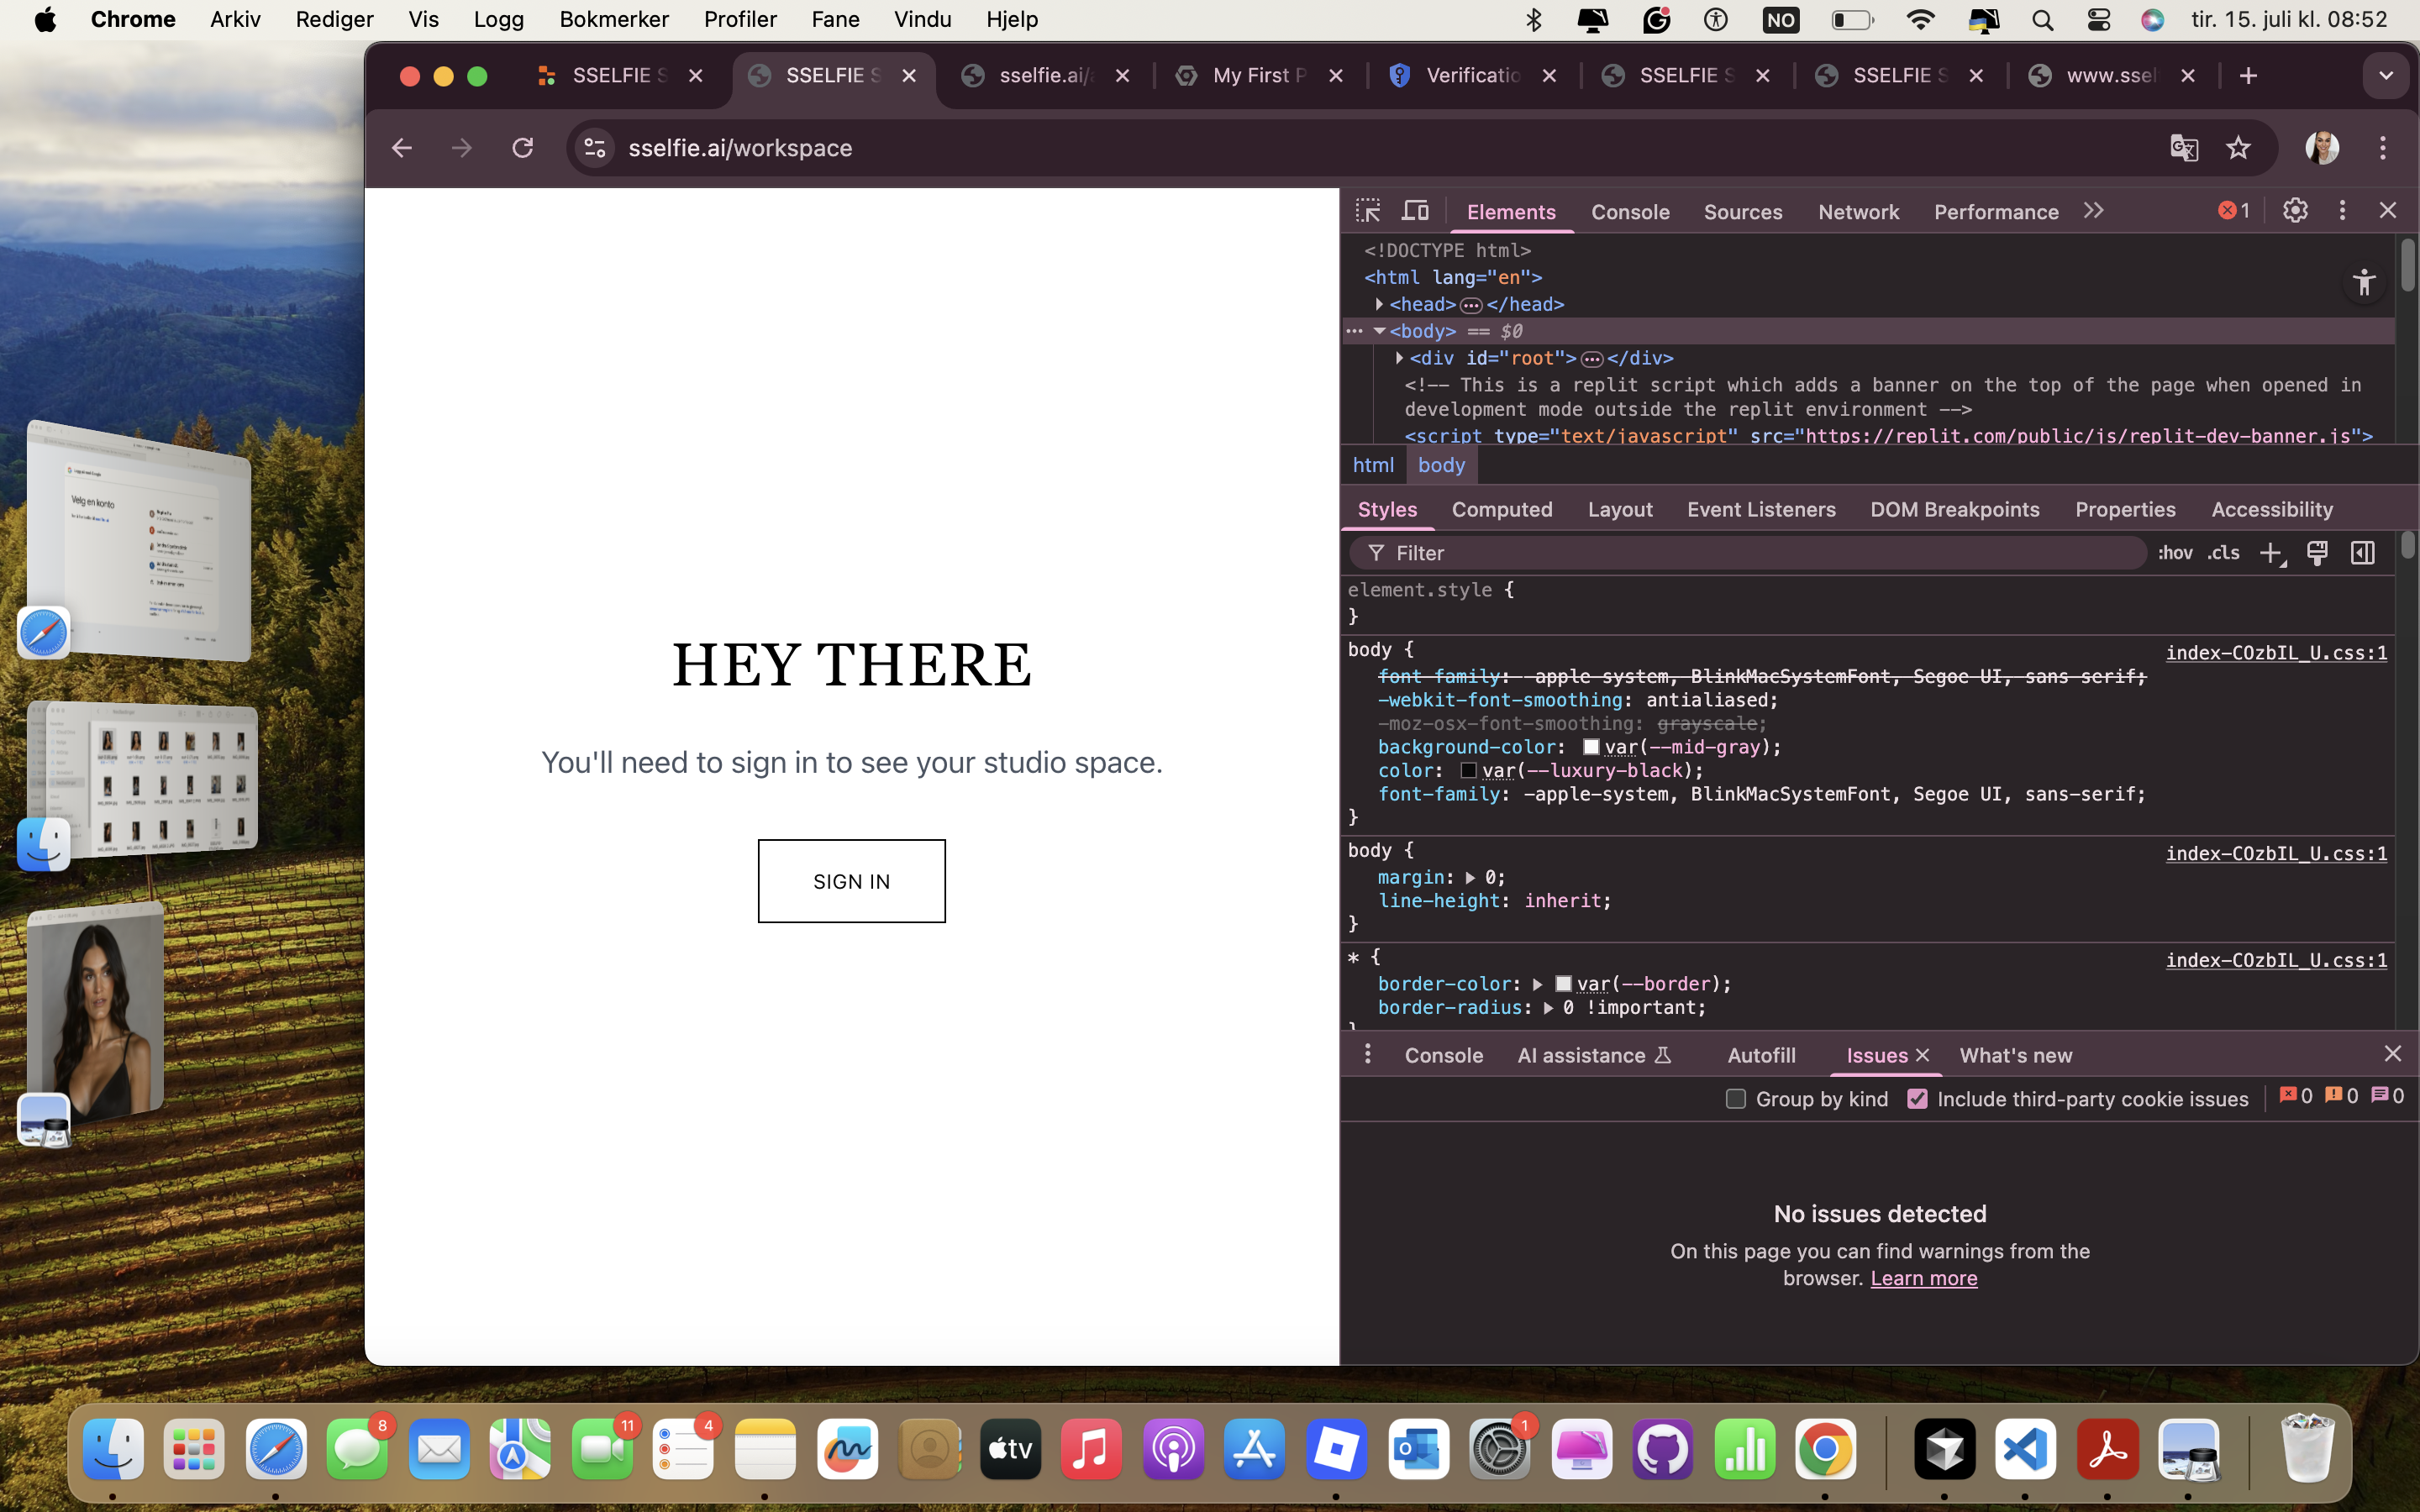 Chrome Arkiv Rediger Vis Logg Bokmerker Profiler Fane Vindu Hjelp NO tir. 15. juli kl. 08:52
SSELFIE S SSELFIE S sselfie.ai/a My First P Verificatio SSELFIE S SSELFIE S www.ssel
sselfie.ai/workspace
HEY THERE
You'll need to sign in to see your studio space.
SIGN IN
Elements Console Sources Network Performance 1
<!DOCTYPE html>
<html lang="en">
<head> ••• </head>
••• <body> == $0
<div id="root"> ••• </div>
<!-- This is a replit script which adds a banner on the top of the page when opened in
development mode outside the replit environment -->
<script type="text/javascript" src="https://replit.com/public/js/replit-dev-banner.js">
html body
Styles Computed Layout Event Listeners DOM Breakpoints Properties Accessibility
Filter :hov .cls
element.style {
}
body { index-COzbIL_U.css:1
font-family: -apple-system, BlinkMacSystemFont, Segoe UI, sans-serif;
-webkit-font-smoothing: antialiased;
-moz-osx-font-smoothing: grayscale;
background-color: var(--mid-gray);
color: var(--luxury-black);
font-family: -apple-system, BlinkMacSystemFont, Segoe UI, sans-serif;
}
body { index-COzbIL_U.css:1
margin: 0;
line-height: inherit;
}
* { index-COzbIL_U.css:1
border-color: var(--border);
border-radius: 0 !important;
}
Console AI assistance Autofill Issues What's new
Group by kind Include third-party cookie issues 0 0 0
No issues detected
On this page you can find warnings from the
browser. Learn more
Velg en konto
8 11 4 tv 1